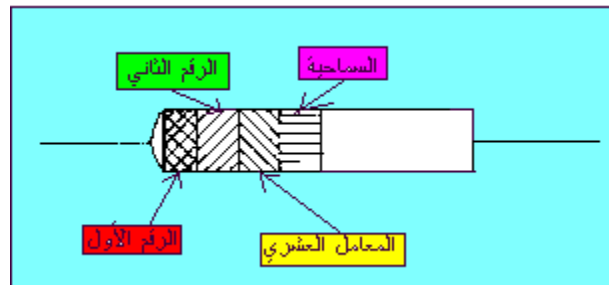 السماحية
الرقم الثاني
الرقم الأول
المعامل العشري